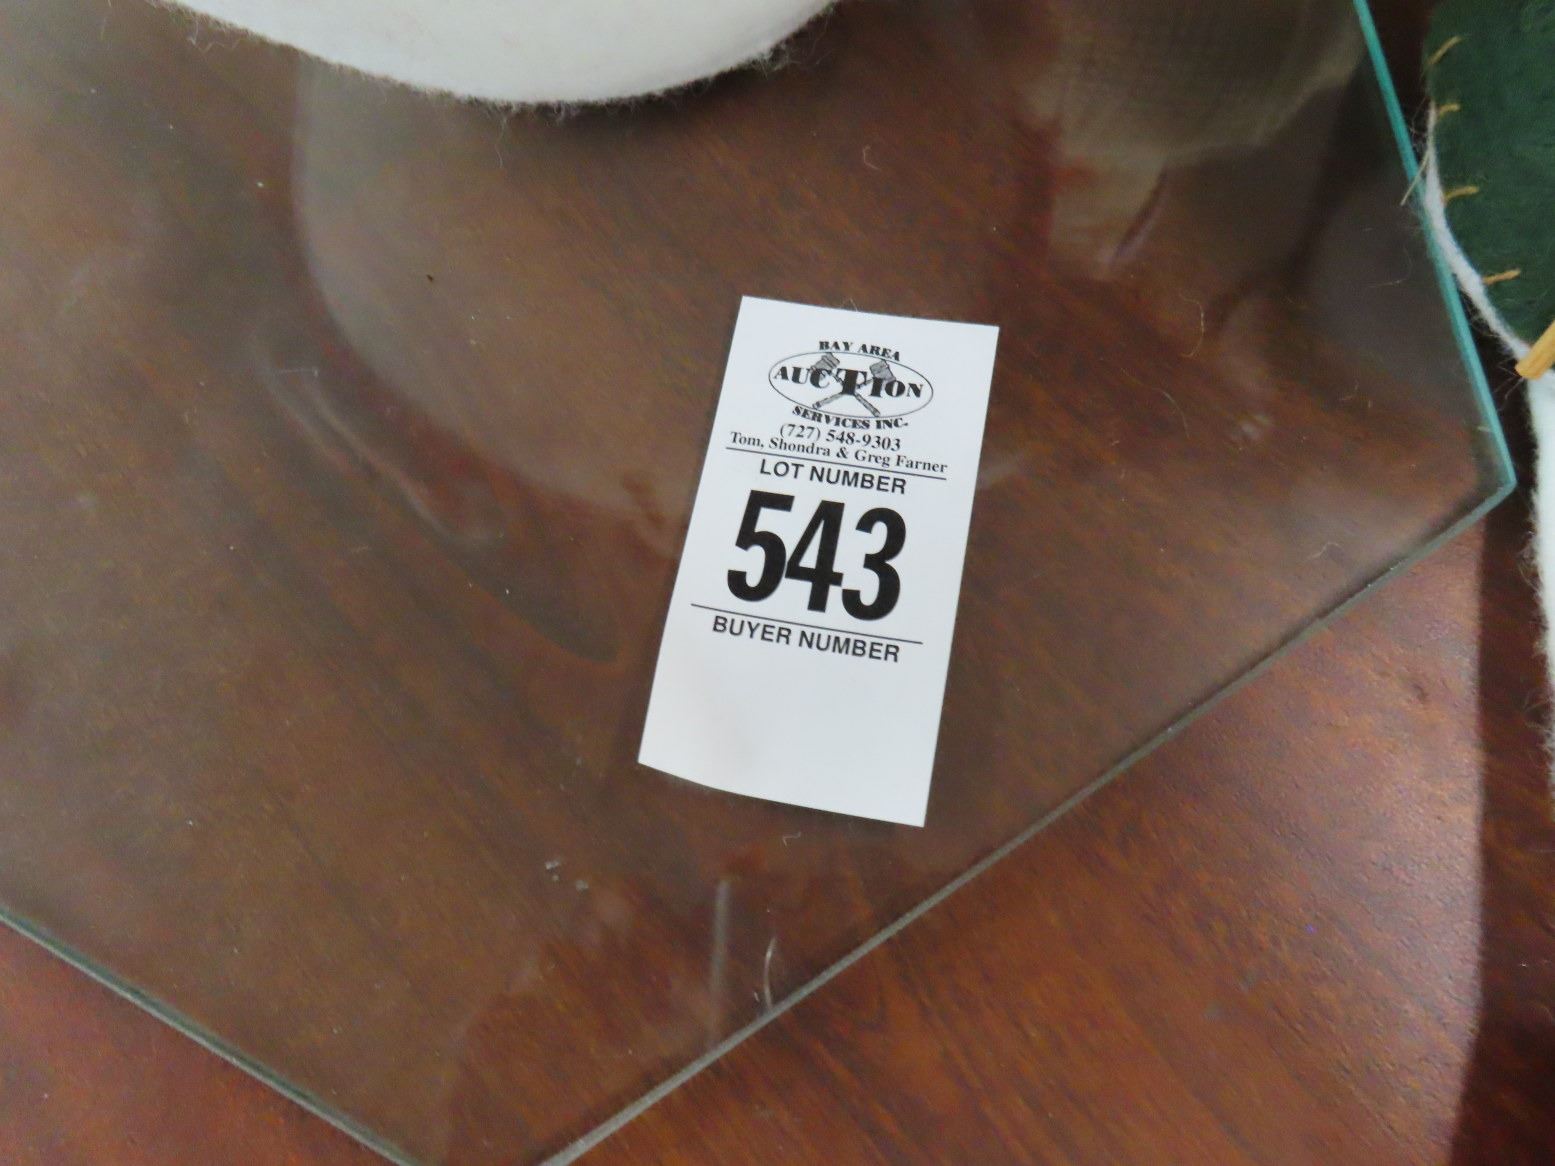 BAY AREA
AUCTION
SERVICES INC.
(727) 548-9303
Tom, Shondra & Greg Farner
LOT NUMBER
543
BUYER NUMBER